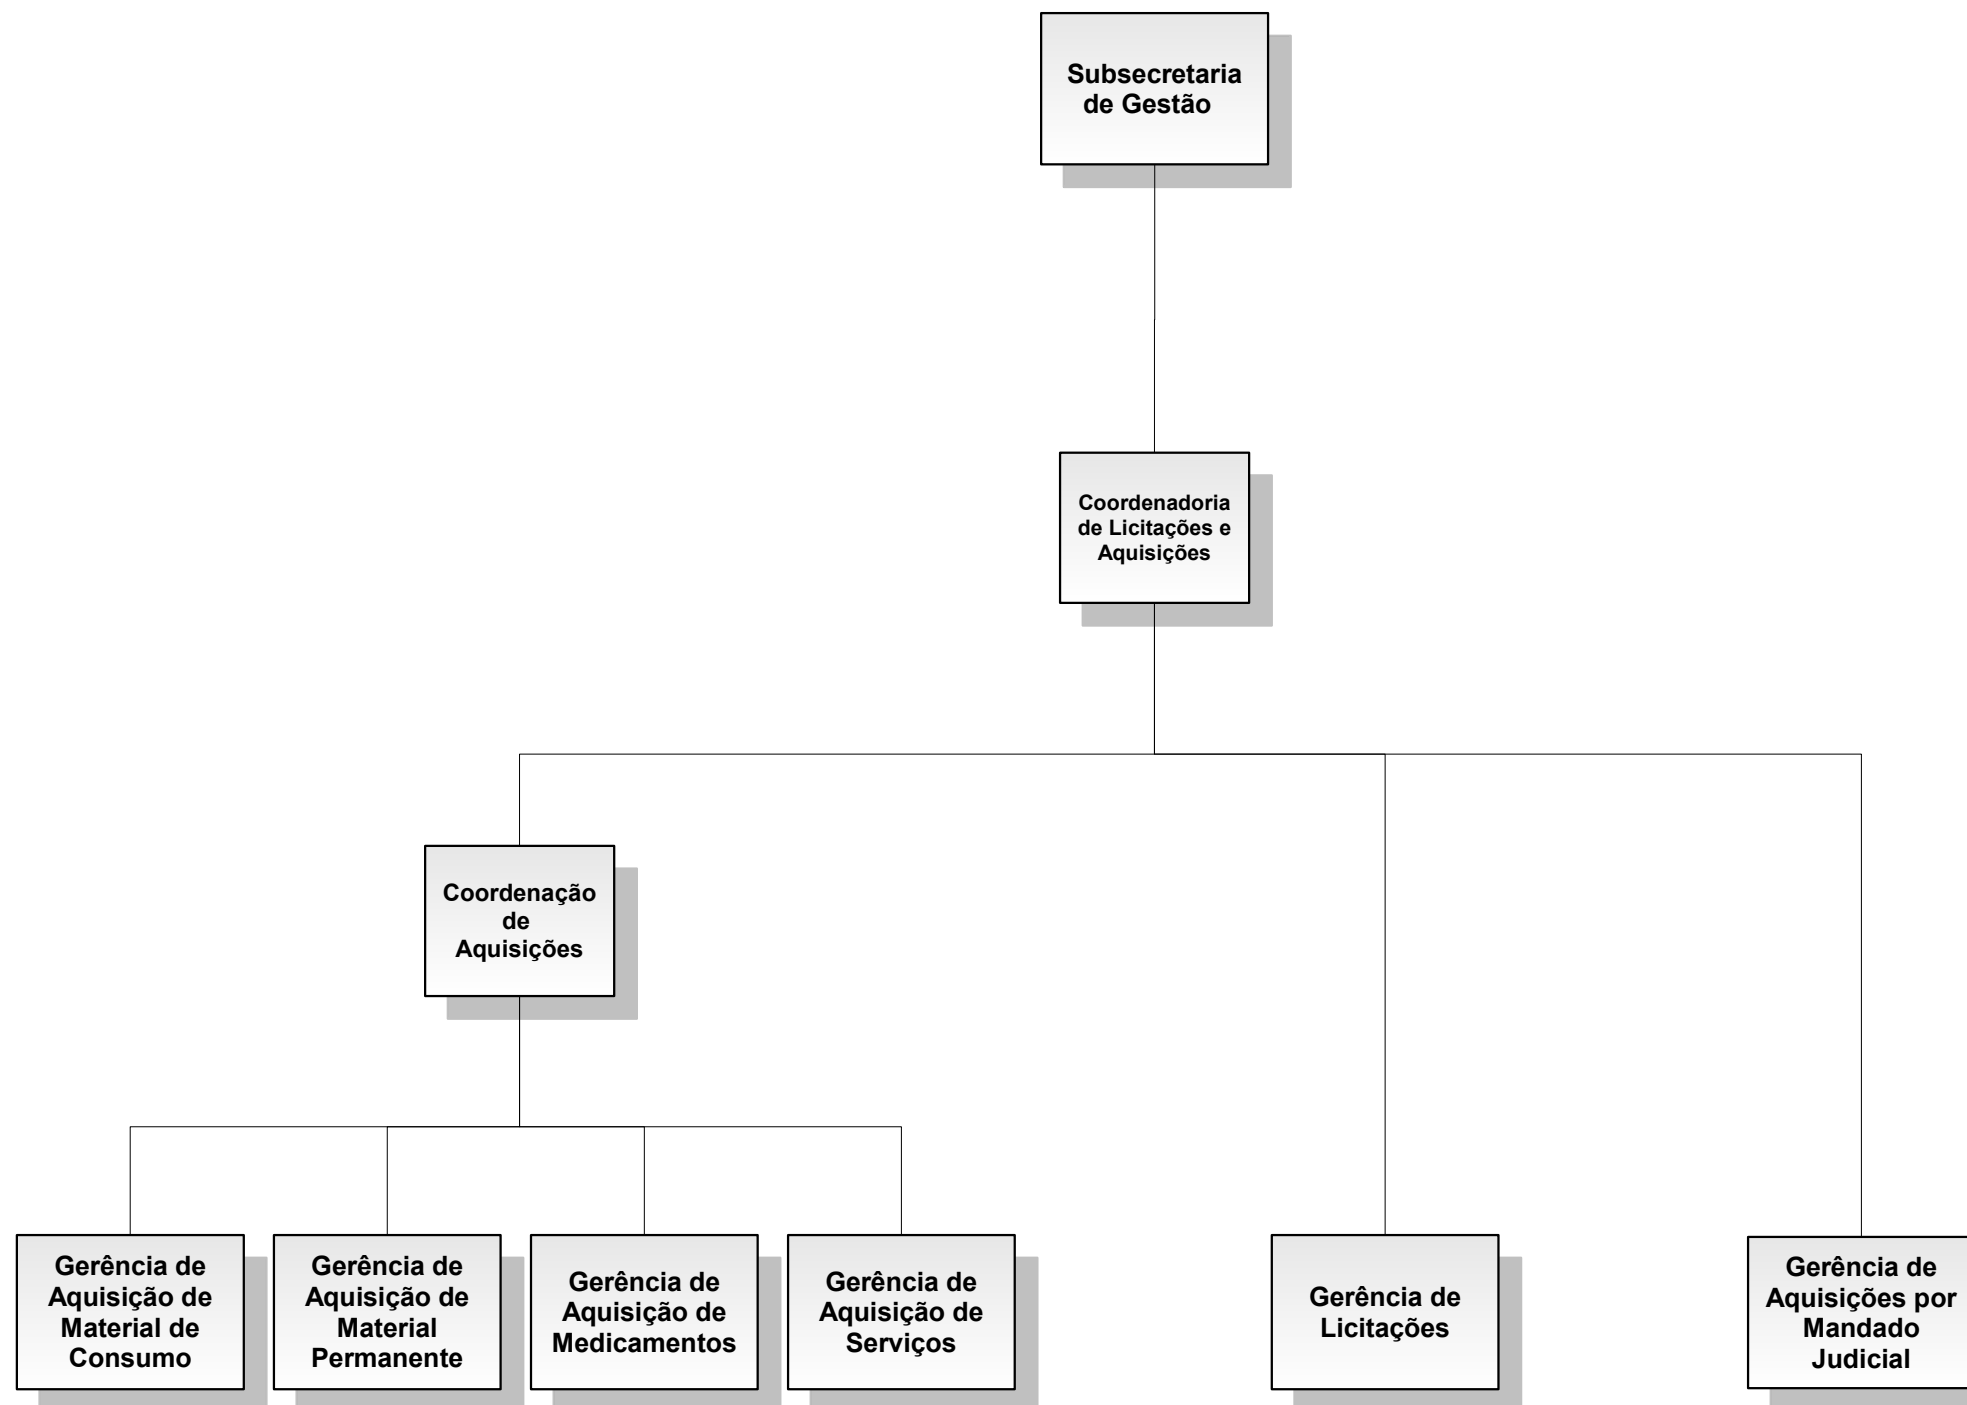 Subsecretaria
de Gestão
Coordenadoria
de Licitações e
Aquisições
Coordenação
de
Aquisições
Gerência de
Aquisição de
Material de
Consumo
Gerência de
Aquisição de
Material
Permanente
Gerência de
Aquisição de
Medicamentos
Gerência de
Aquisição de
Serviços
Gerência de
Licitações
Gerência de
Aquisições por
Mandado
Judicial